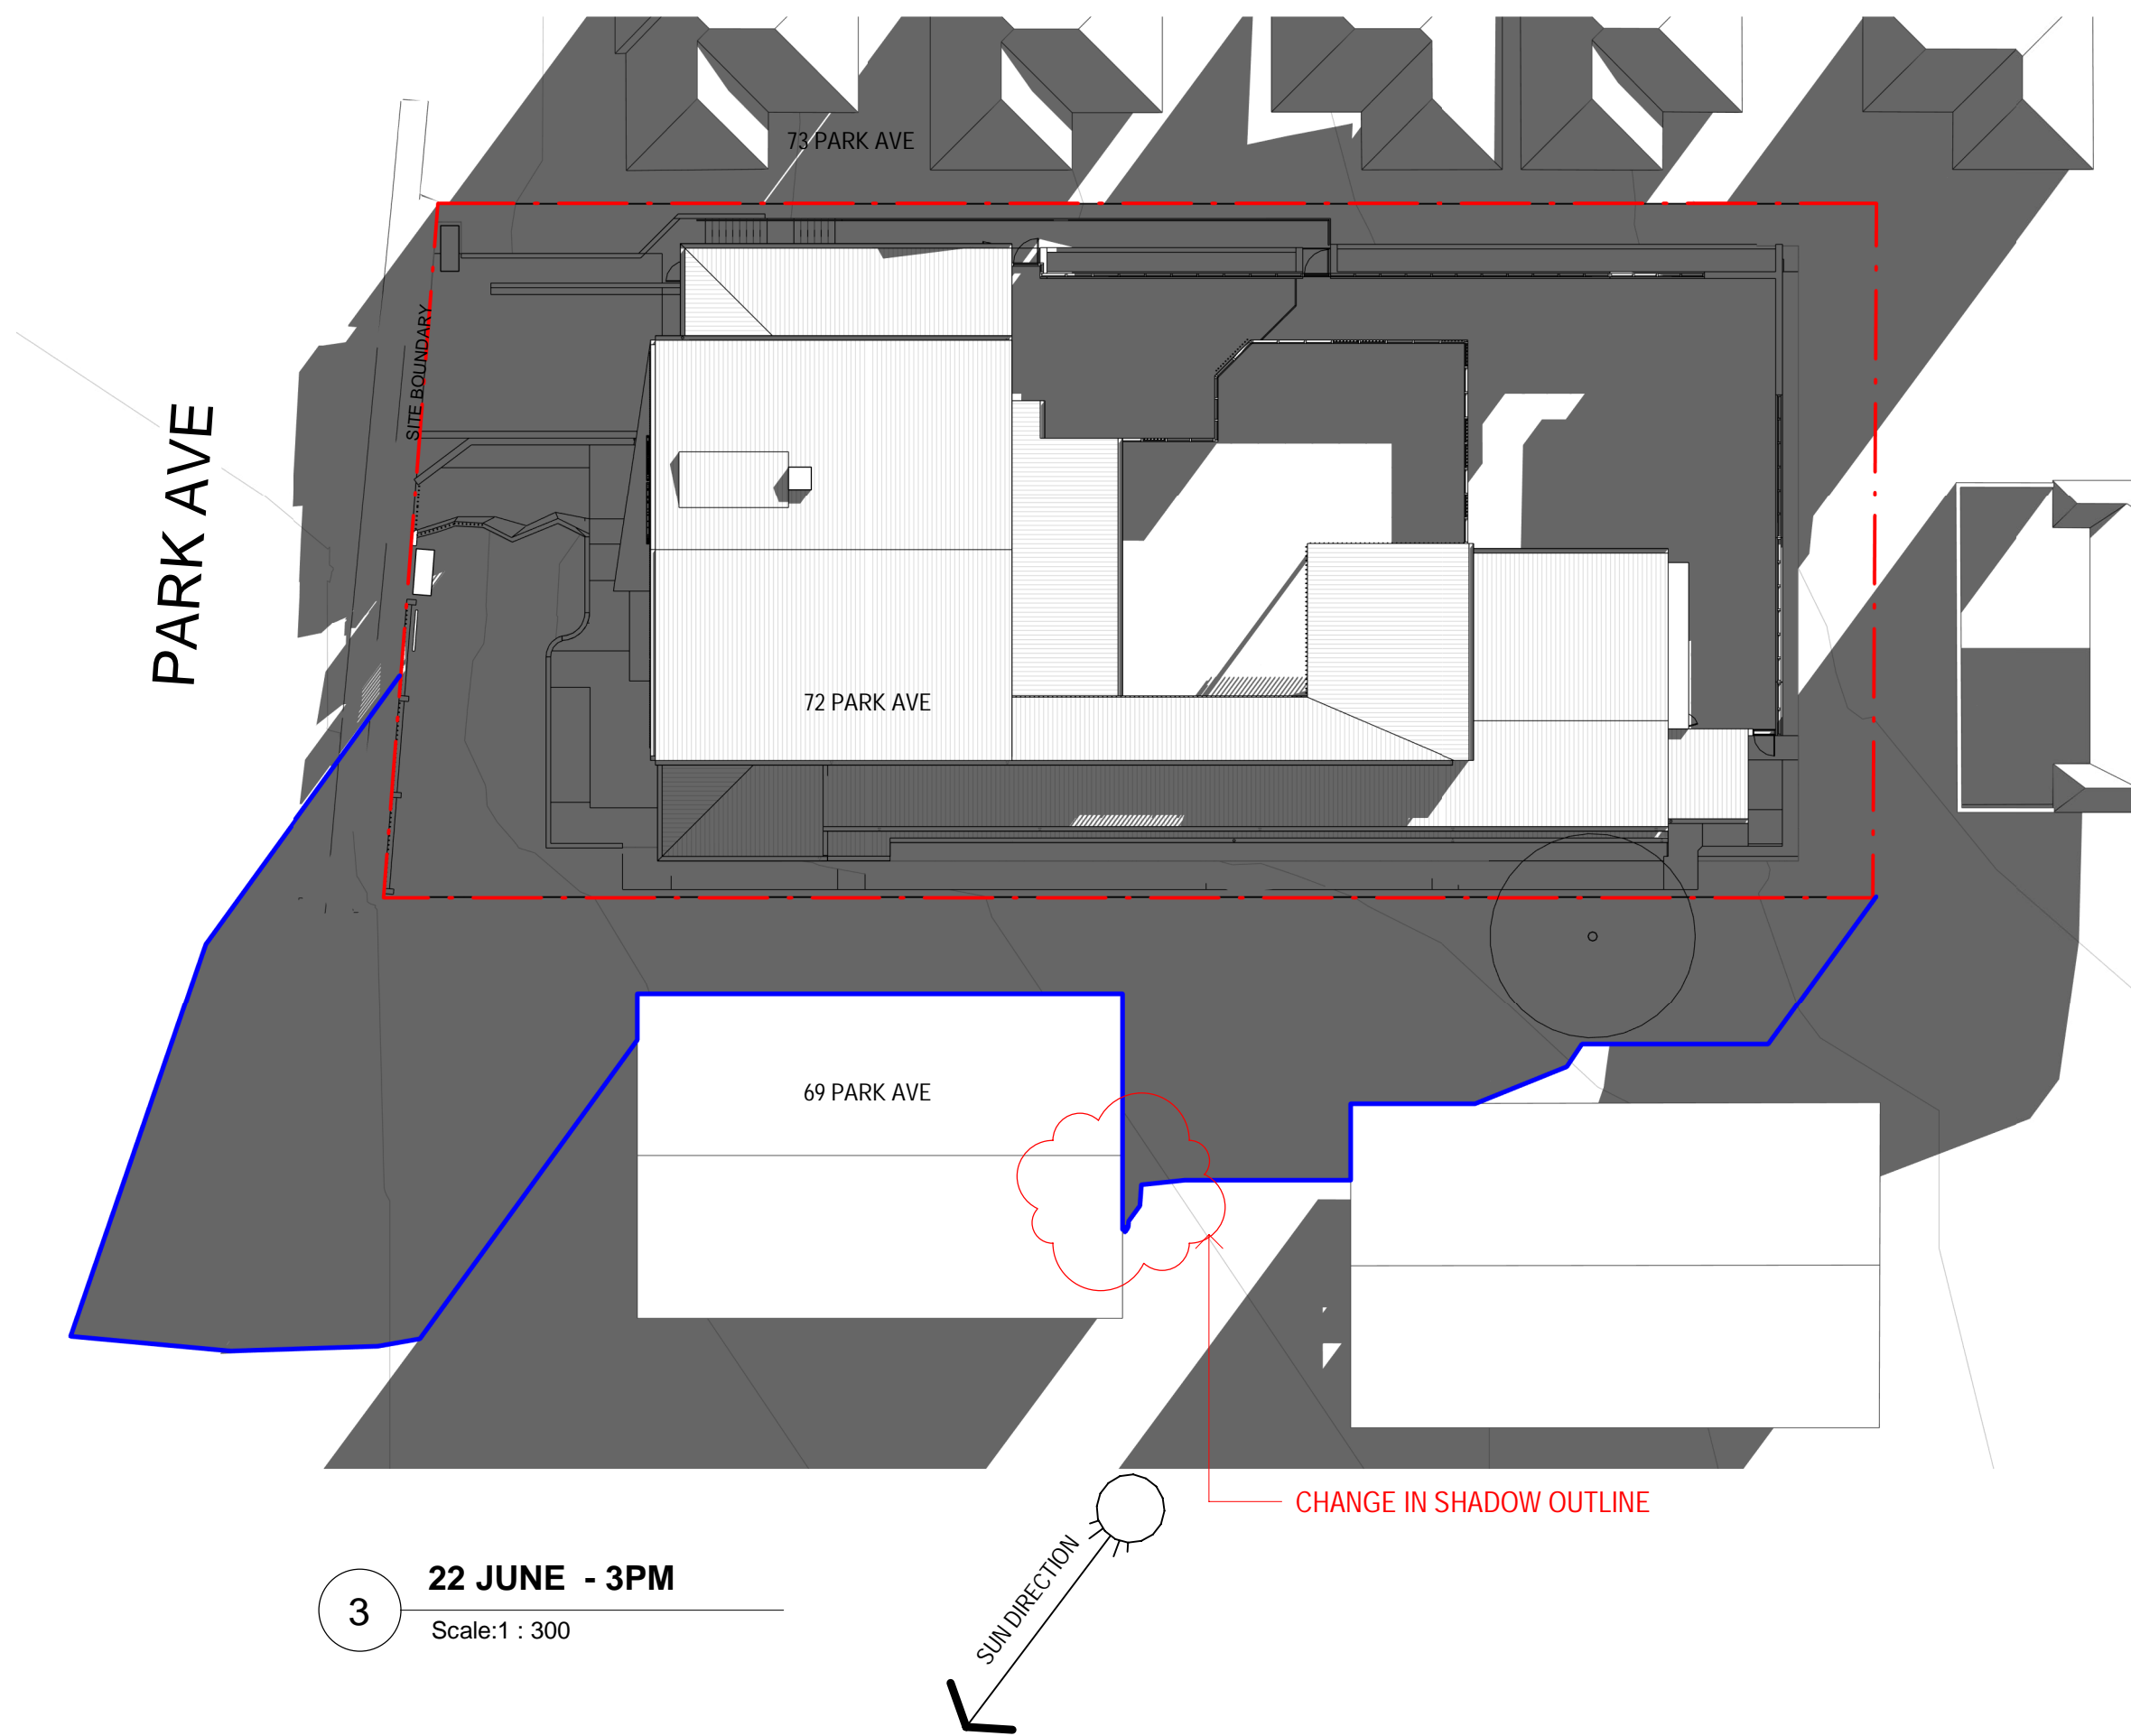 73 PARK AVE
SITE BOUNDARY
PARK AVE
72 PARK AVE
69 PARK AVE
CHANGE IN SHADOW OUTLINE
SUN DIRECTION
3
22 JUNE - 3PM
Scale:1 : 300